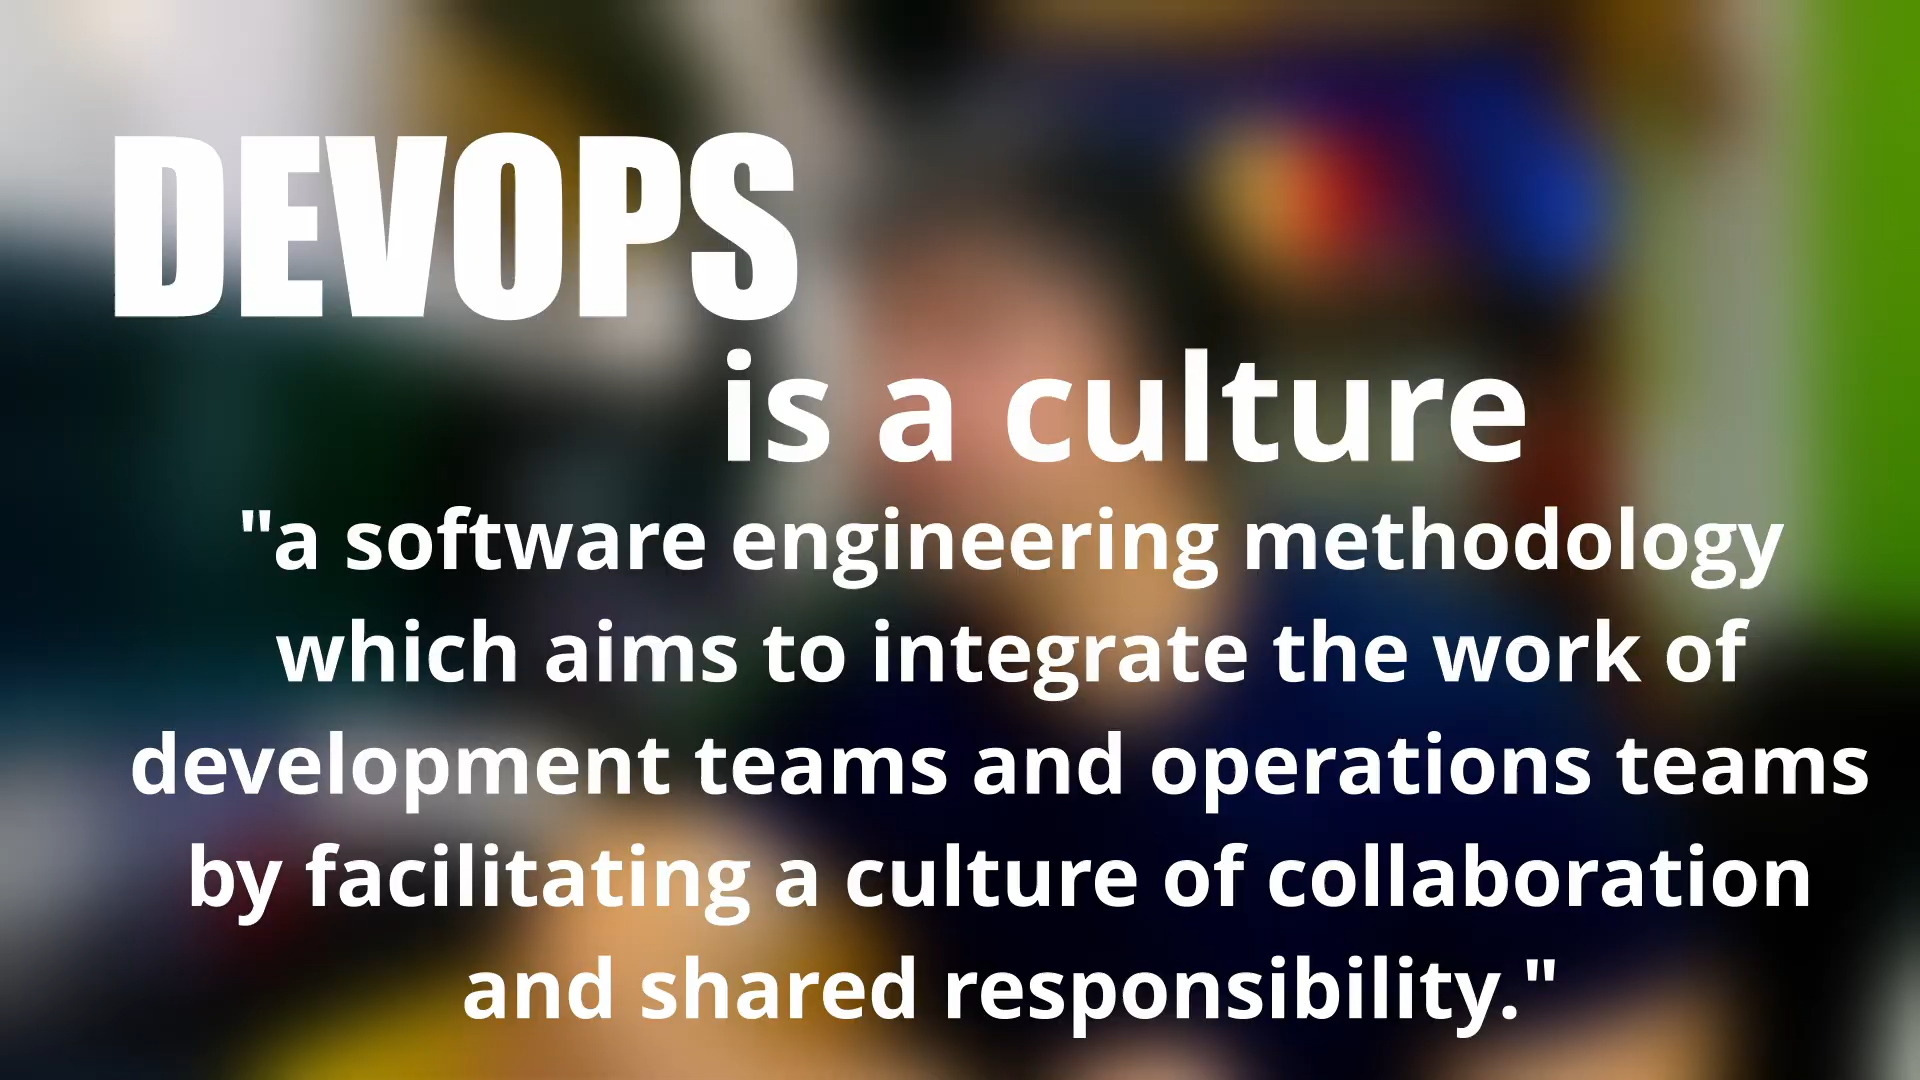 DEVOPS
is a culture
"a software engineering methodology
which aims to integrate the work of
development teams and operations teams
by facilitating a culture of collaboration
and shared responsibility."